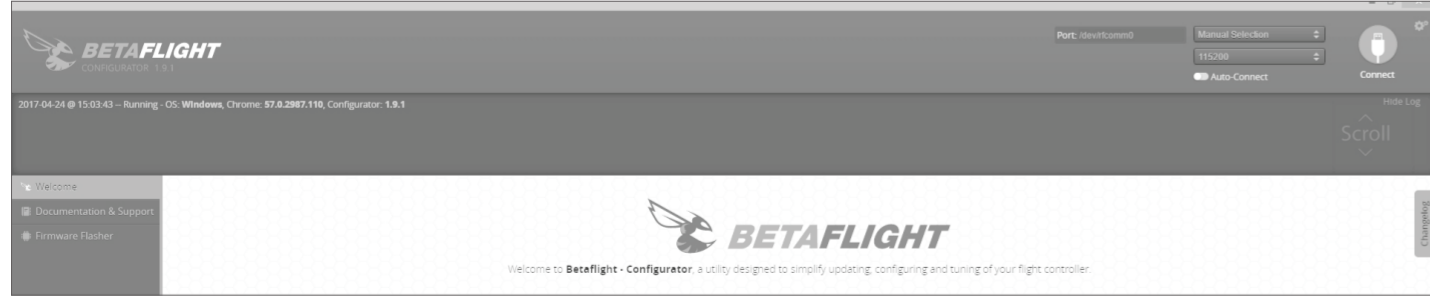 BETAFLIGHT
CONFIGURATOR 1.9.1
Port: /dev/rfcomm0
Manual Selection
115200
Auto-Connect
Connect
2017-04-24 @ 15:03:43 -- Running - OS: Windows, Chrome: 57.0.2987.110, Configurator: 1.9.1
Hide Log
Scroll
Welcome
Documentation & Support
Firmware Flasher
BETAFLIGHT
Welcome to Betaflight - Configurator, a utility designed to simplify updating, configuring and tuning of your flight controller.
Changelog